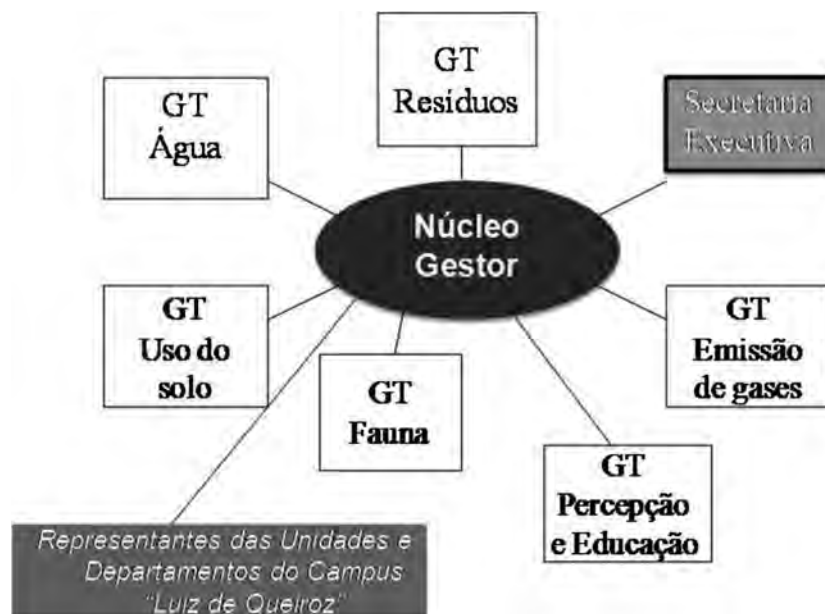 GT
Resíduos
GT
Água
Secretaria
Executiva
Núcleo
Gestor
GT
Uso do
solo
GT
Emissão
de gases
GT
Fauna
GT
Percepção
e Educação
Representantes das Unidades e
Departamentos do Campus
"Luiz de Queiroz"